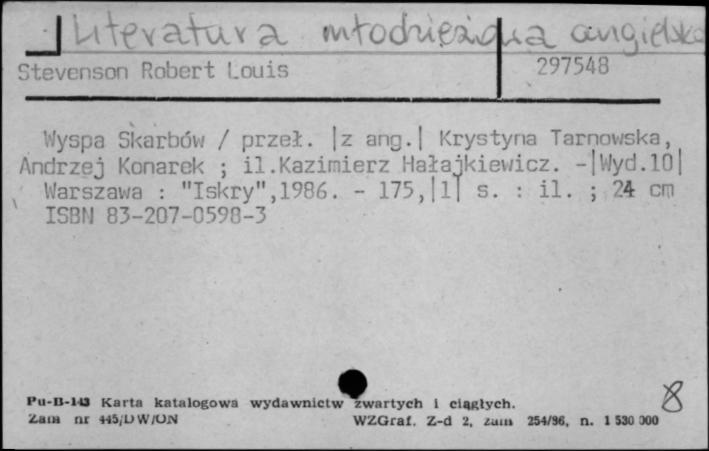 Literatura młodzieżowa angielska
Stevenson Robert Louis 297548
Wyspa Skarbów / przeł. |z ang.| Krystyna Tarnowska,
Andrzej Konarek ; il.Kazimierz Hałajkiewicz. -|Wyd.10|
Warszawa : "Iskry",1986. - 175,|1| s. : il. ; 24 cm
ISBN 83-207-0598-3
8
Pu-B-143 Karta katalogowa wydawnictw zwartych i ciągłych.
Zam nr 445/DW/ON WZGraf. Z-d 2, zam 254/86, n. 1 530 000